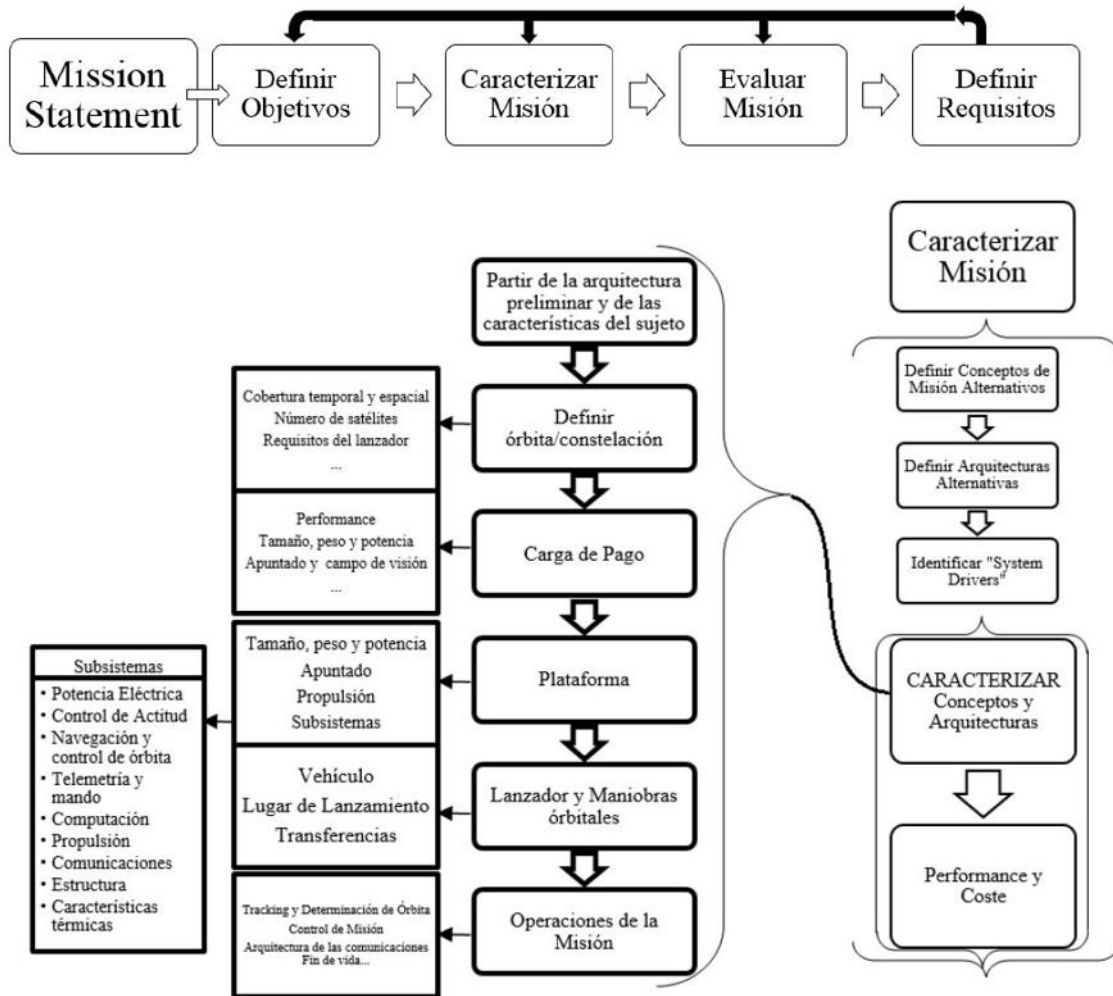 Mission
Statement
Definir
Objetivos
Caracterizar
Misión
Evaluar
Misión
Definir
Requisitos
Caracterizar
Misión
Definir Conceptos de
Misión Alternativos
Definir Arquitecturas
Alternativas
Identificar "System
Drivers"
CARACTERIZAR
Conceptos y
Arquitecturas
Performance y
Coste
Partir de la arquitectura
preliminar y de las
características del sujeto
Definir
órbita/constelación
Cobertura temporal y espacial
Número de satélites
Requisitos del lanzador
...
Carga de Pago
Performance
Tamaño, peso y potencia
Apuntado y campo de visión
...
Plataforma
Tamaño, peso y potencia
Apuntado
Propulsión
Subsistemas
Subsistemas
• Potencia Eléctrica
• Control de Actitud
• Navegación y
control de órbita
• Telemetría y
mando
• Computación
• Propulsión
• Comunicaciones
• Estructura
• Características
térmicas
Lanzador y Maniobras
órbitales
Vehículo
Lugar de Lanzamiento
Transferencias
Operaciones de la
Misión
Tracking y Determinación de Órbita
Control de Misión
Arquitectura de las comunicaciones
Fin de vida...